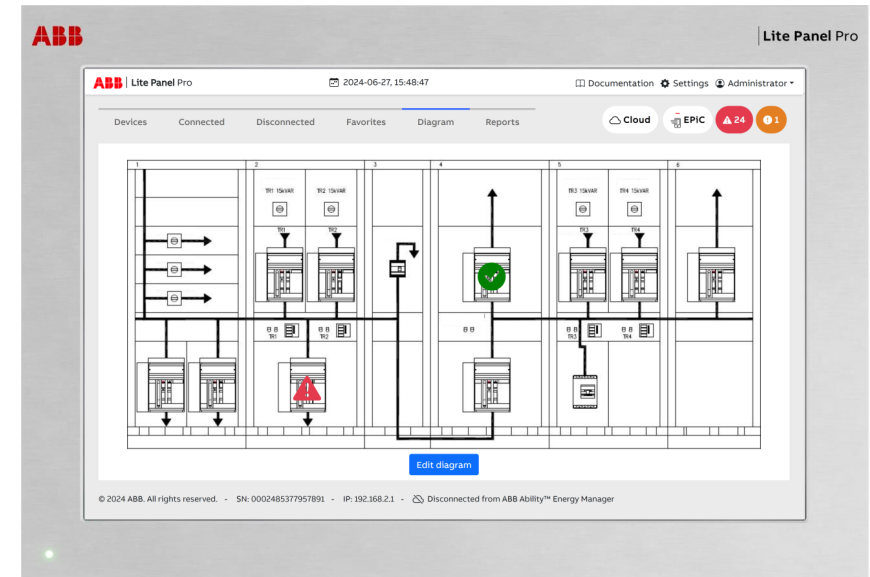 ABB
Lite Panel Pro
ABB Lite Panel Pro
2024-06-27, 15:48:47
Documentation Settings Administrator
Devices Connected Disconnected Favorites Diagram Reports
Cloud EPiC 24 1
1 2 3 4 5 6
TR1 15kVAR TR2 15kVAR TR3 15kVAR TR4 15kVAR
TR1 TR2 TR3 TR4
TR1 TR2 TR3 TR4
Edit diagram
© 2024 ABB. All rights reserved. - SN: 0002485377957891 - IP: 192.168.2.1 - Disconnected from ABB Ability™ Energy Manager